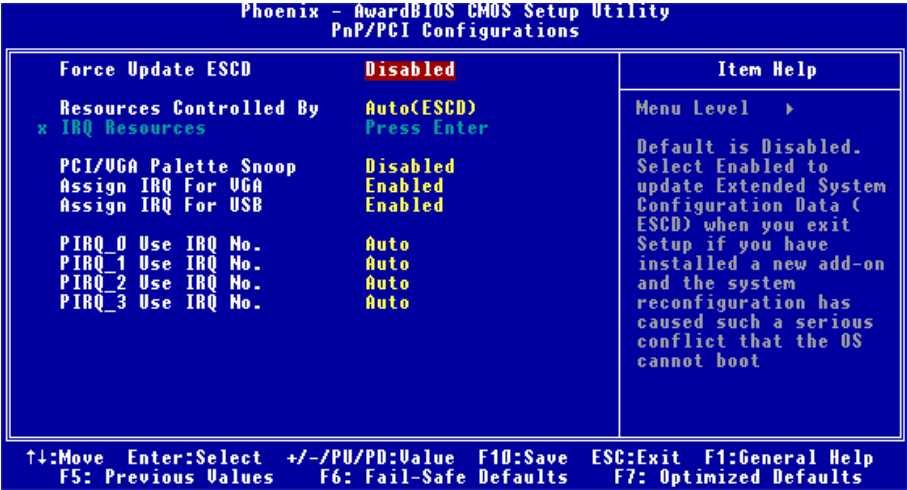 Phoenix - AwardBIOS CMOS Setup Utility
PnP/PCI Configurations
Force Update ESCD Disabled
Resources Controlled By Auto(ESCD)
x IRQ Resources Press Enter
PCI/VGA Palette Snoop Disabled
Assign IRQ For VGA Enabled
Assign IRQ For USB Enabled
PIRQ_0 Use IRQ No. Auto
PIRQ_1 Use IRQ No. Auto
PIRQ_2 Use IRQ No. Auto
PIRQ_3 Use IRQ No. Auto
Item Help
Menu Level ▸
Default is Disabled.
Select Enabled to
update Extended System
Configuration Data (
ESCD) when you exit
Setup if you have
installed a new add-on
and the system
reconfiguration has
caused such a serious
conflict that the OS
cannot boot
↑↓:Move Enter:Select +/-/PU/PD:Value F10:Save ESC:Exit F1:General Help
F5: Previous Values F6: Fail-Safe Defaults F7: Optimized Defaults